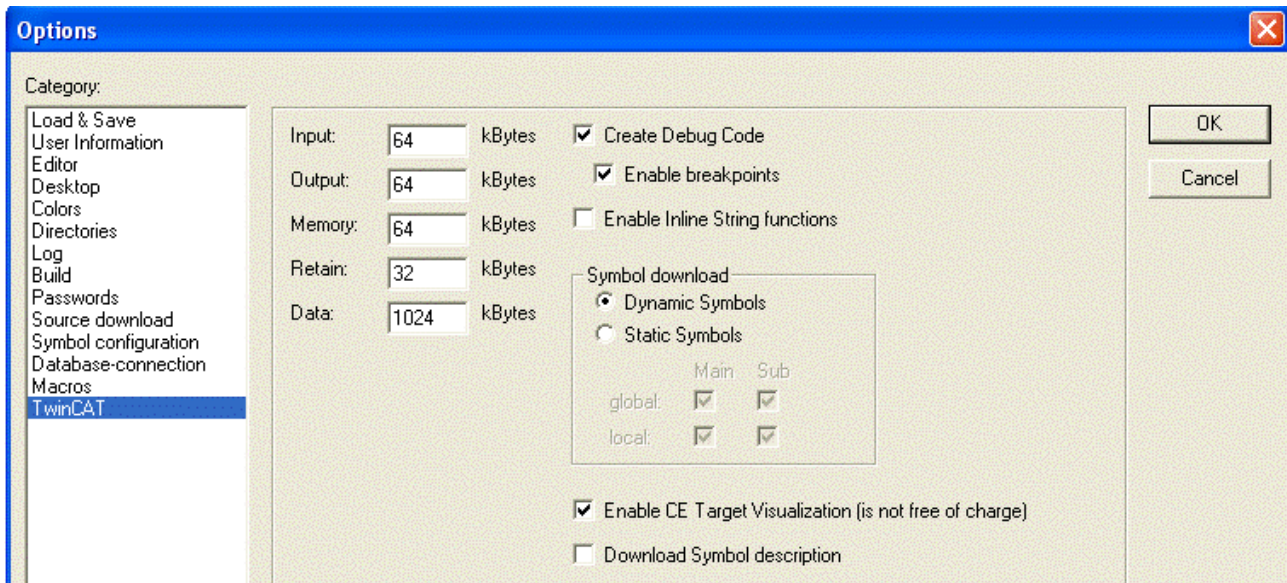 Options
Category:
Load & Save
User Information
Editor
Desktop
Colors
Directories
Log
Build
Passwords
Source download
Symbol configuration
Database-connection
Macros
TwinCAT
Input: 64 kBytes
Output: 64 kBytes
Memory: 64 kBytes
Retain: 32 kBytes
Data: 1024 kBytes
Create Debug Code
Enable breakpoints
Enable Inline String functions
Symbol download
Dynamic Symbols
Static Symbols
Main Sub
global:
local:
Enable CE Target Visualization (is not free of charge)
Download Symbol description
OK
Cancel